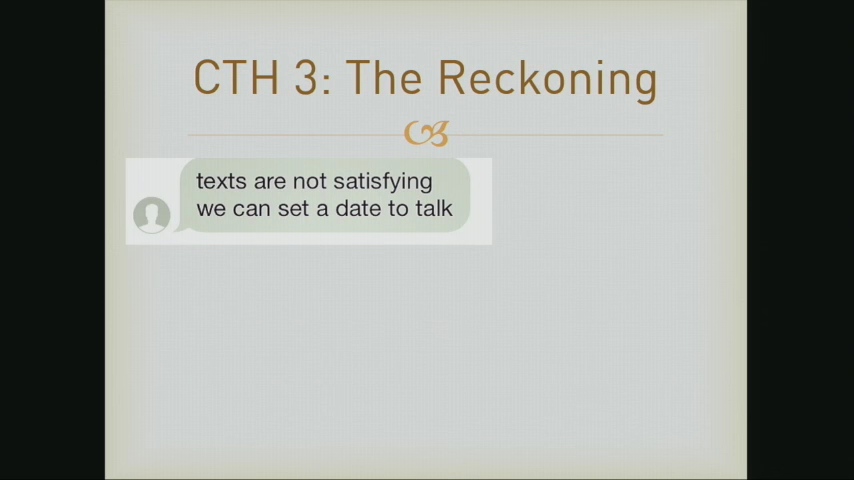 CTH 3: The Reckoning
texts are not satisfying
we can set a date to talk